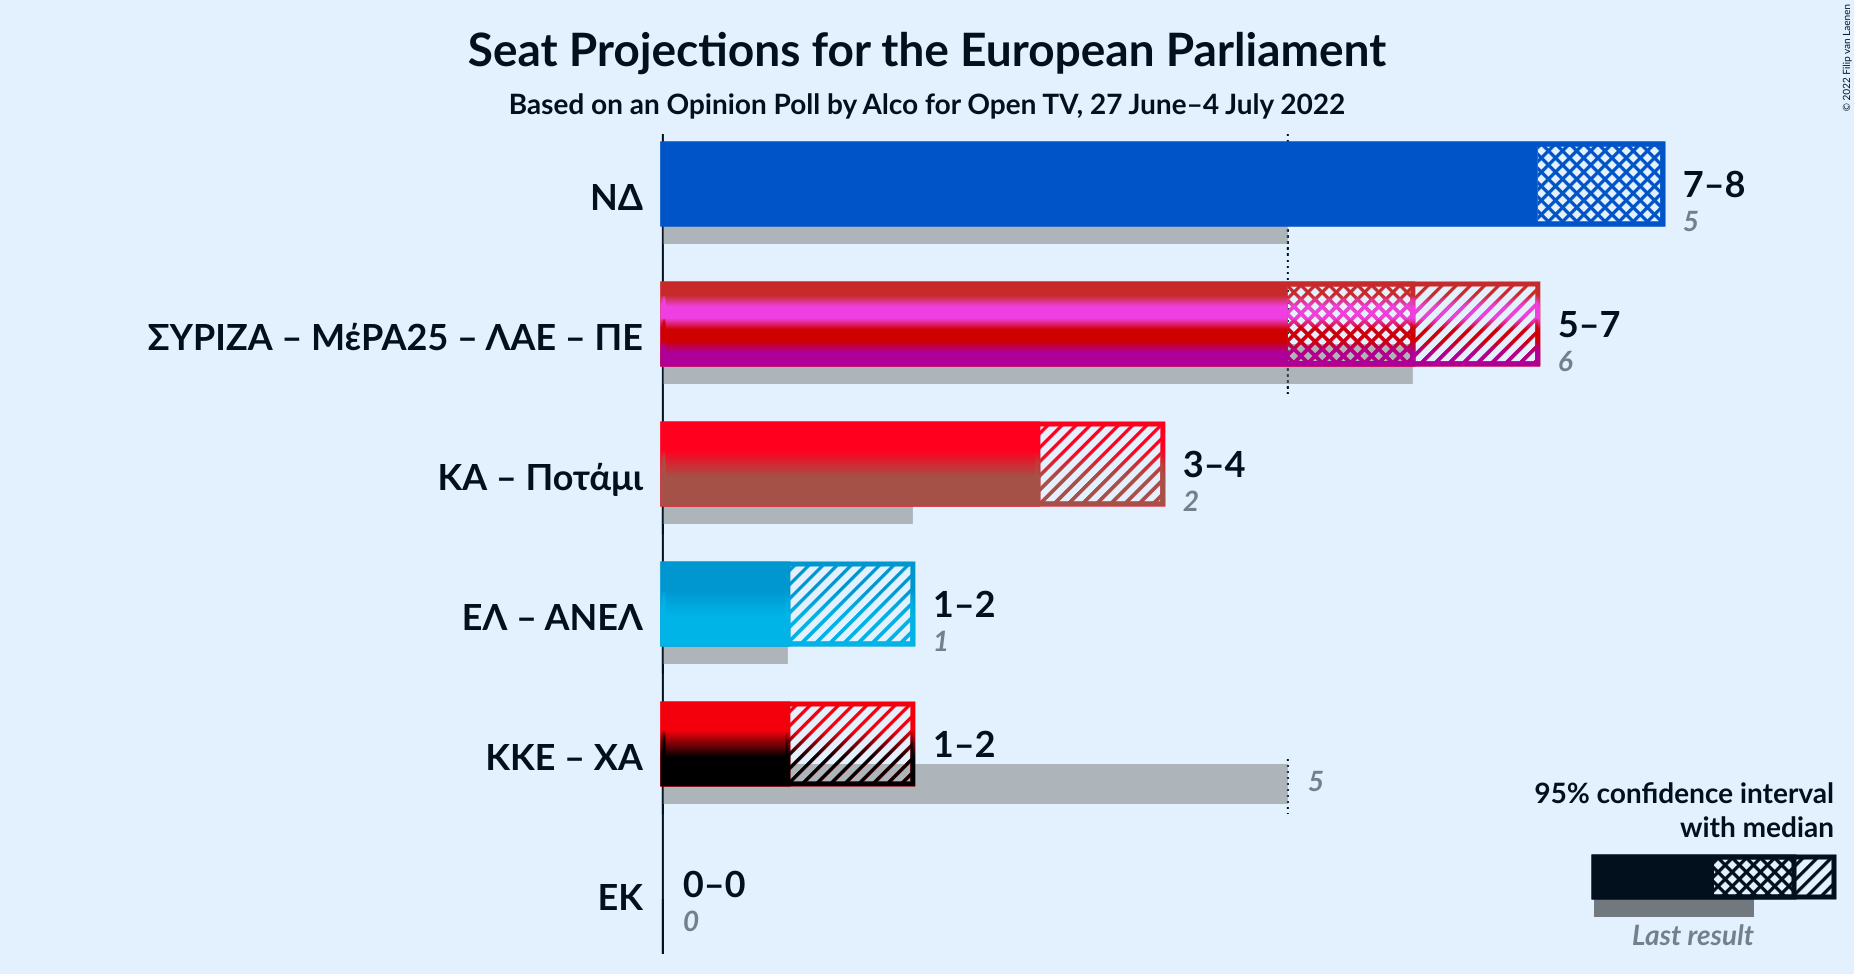 Seat Projections for the European Parliament
Based on an Opinion Poll by Alco for Open TV, 27 June–4 July 2022
© 2022 Filip van Laenen
ΝΔ
7–8
5
ΣΥΡΙΖΑ – ΜέΡΑ25 – ΛΑΕ – ΠΕ
5–7
6
ΚΑ – Ποτάμι
3–4
2
ΕΛ – ΑΝΕΛ
1–2
1
ΚΚΕ – ΧΑ
1–2
5
ΕΚ
0–0
0
95% confidence interval
with median
Last result